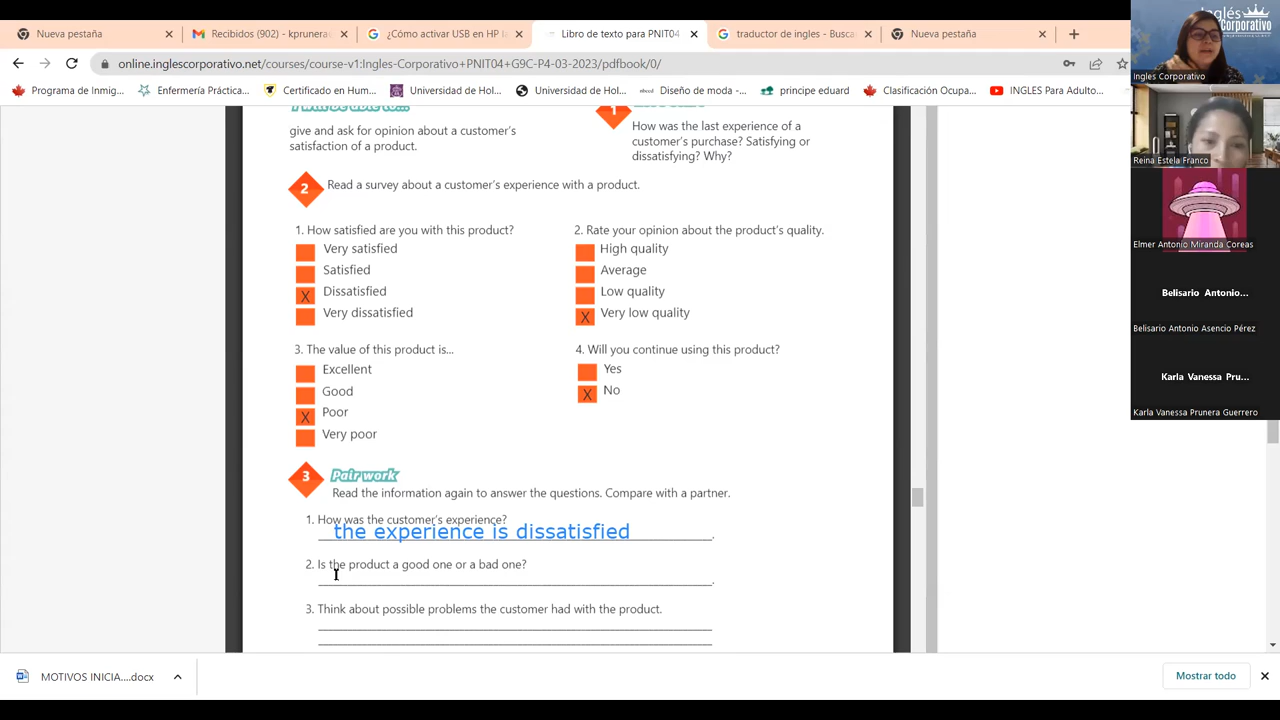 Nueva pestaña
Recibidos (902) - kprunera
¿Cómo activar USB en HP la
Libro de texto para PNIT04
traductor de ingles - Busca
Nueva pestaña
online.inglescorporativo.net/courses/course-v1:Ingles-Corporativo+PNIT04+G9C-P4-03-2023/pdfbook/0/
Programa de Inmig...
Enfermería Práctica...
Certificado en Hum...
Universidad de Hol...
Universidad de Hol...
Diseño de moda -...
principe eduard
Clasificación Ocupa...
INGLES Para Adulto...
give and ask for opinion about a customer's
satisfaction of a product.
1
How was the last experience of a
customer's purchase? Satisfying or
dissatisfying? Why?
2
Read a survey about a customer's experience with a product.
1. How satisfied are you with this product?
Very satisfied
Satisfied
X Dissatisfied
Very dissatisfied
2. Rate your opinion about the product's quality.
High quality
Average
Low quality
X Very low quality
3. The value of this product is...
Excellent
Good
X Poor
Very poor
4. Will you continue using this product?
Yes
X No
3
Pair work
Read the information again to answer the questions. Compare with a partner.
1. How was the customer's experience?
the experience is dissatisfied
2. Is the product a good one or a bad one?
3. Think about possible problems the customer had with the product.
Inglés
Corporativo
Ingles Corporativo
Reina Estela Franco
Elmer Antonio Miranda Coreas
Belisario Antonio...
Belisario Antonio Asencio Pérez
Karla Vanessa Pru...
Karla Vanessa Prunera Guerrero
MOTIVOS INICIA....docx
Mostrar todo